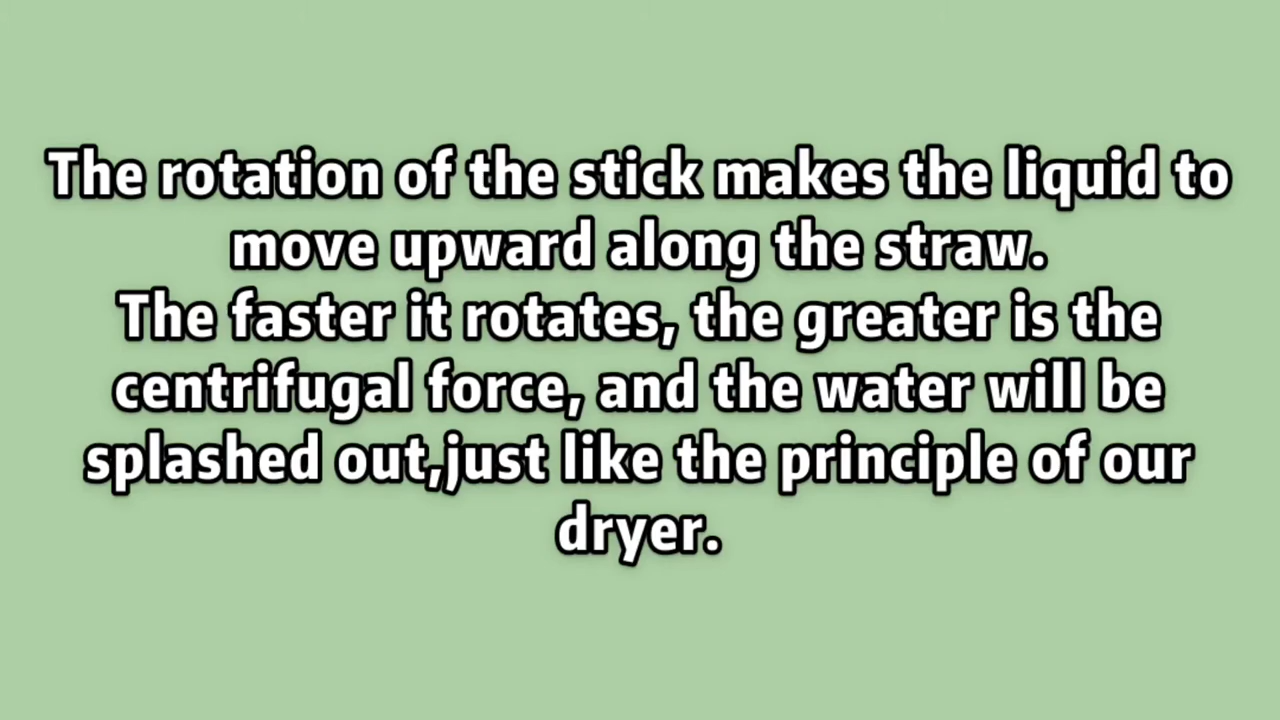 The rotation of the stick makes the liquid to
move upward along the straw.
The faster it rotates, the greater is the
centrifugal force, and the water will be
splashed out,just like the principle of our
dryer.